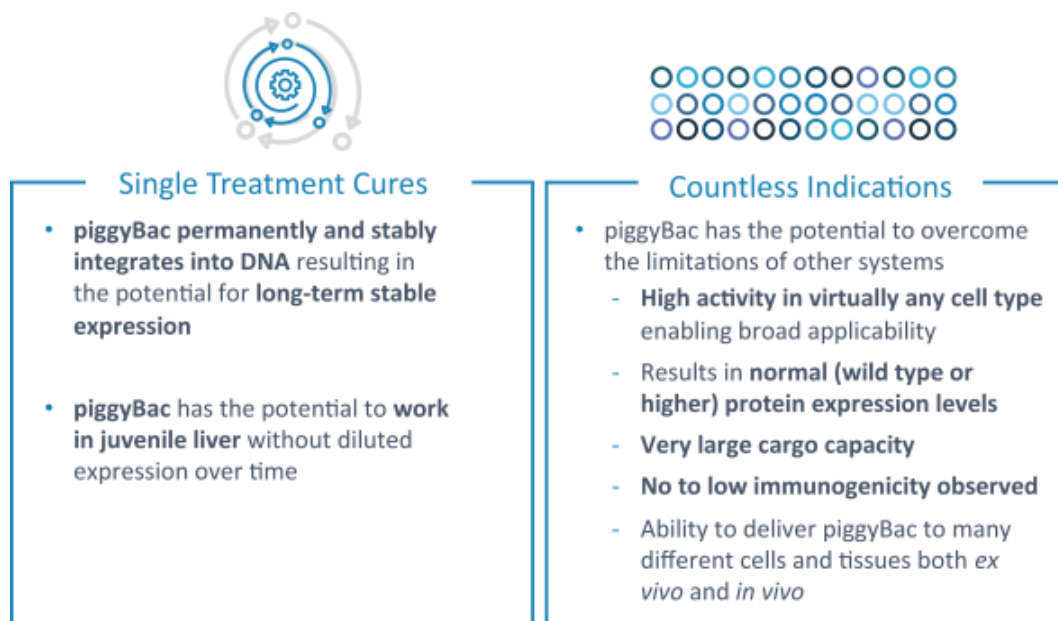 Single Treatment Cures
• piggyBac permanently and stably
integrates into DNA resulting in
the potential for long-term stable
expression
• piggyBac has the potential to work
in juvenile liver without diluted
expression over time
Countless Indications
• piggyBac has the potential to overcome
the limitations of other systems
- High activity in virtually any cell type
enabling broad applicability
- Results in normal (wild type or
higher) protein expression levels
- Very large cargo capacity
- No to low immunogenicity observed
- Ability to deliver piggyBac to many
different cells and tissues both ex
vivo and in vivo